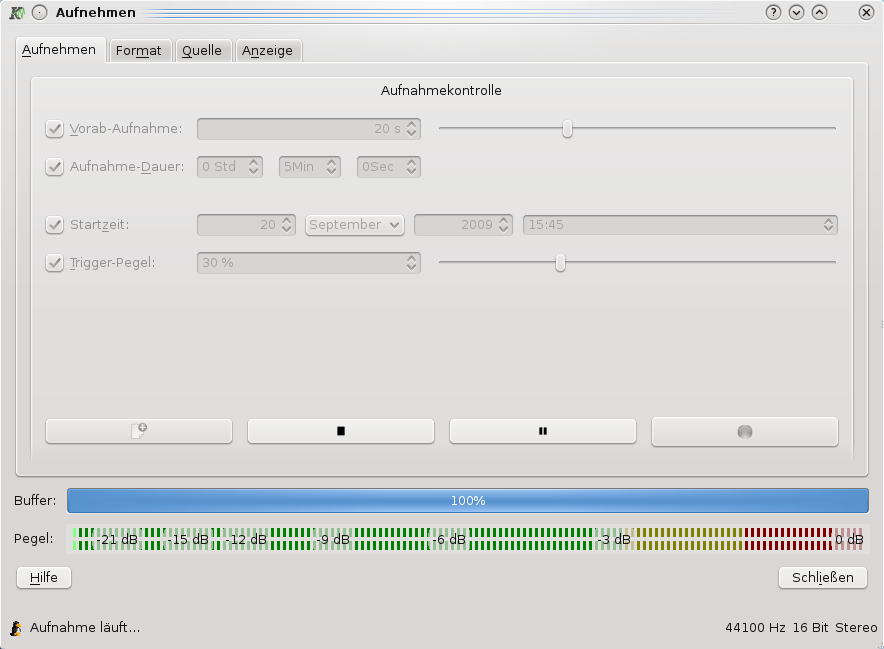 Aufnehmen
Aufnehmen Format Quelle Anzeige
Aufnahmekontrolle
Vorab-Aufnahme: 20 s
Aufnahme-Dauer: 0 Std 5Min 0Sec
Startzeit: 20 September 2009 15:45
Trigger-Pegel: 30 %
Buffer: 100%
Pegel: -21 dB -15 dB -12 dB -9 dB -6 dB -3 dB 0 dB
Hilfe Schließen
Aufnahme läuft... 44100 Hz 16 Bit Stereo